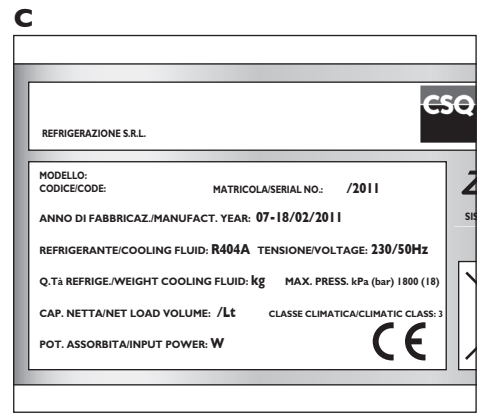 C
CSQ
REFRIGERAZIONE S.R.L.
MODELLO:
CODICE/CODE: MATRICOLA/SERIAL NO.: /2011
ANNO DI FABBRICAZ./MANUFACT. YEAR: 07-18/02/2011
REFRIGERANTE/COOLING FLUID: R404A TENSIONE/VOLTAGE: 230/50Hz
Q.Tà REFRIGE./WEIGHT COOLING FLUID: kg MAX. PRESS. kPa (bar) 1800 (18)
CAP. NETTA/NET LOAD VOLUME: /Lt CLASSE CLIMATICA/CLIMATIC CLASS: 3
POT. ASSORBITA/INPUT POWER: W CE